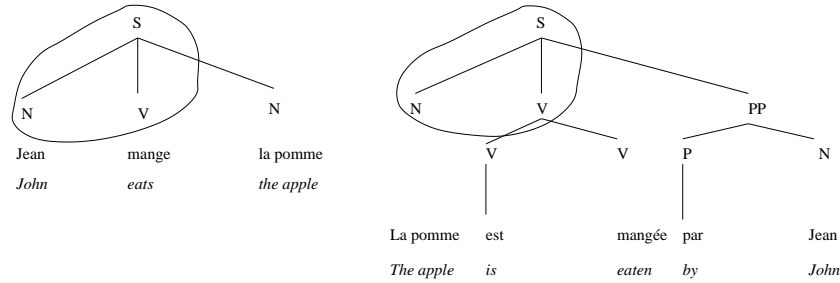 S
N V N
Jean mange la pomme
John eats the apple
S
N V PP
V V P N
La pomme est mangée par Jean
The apple is eaten by John